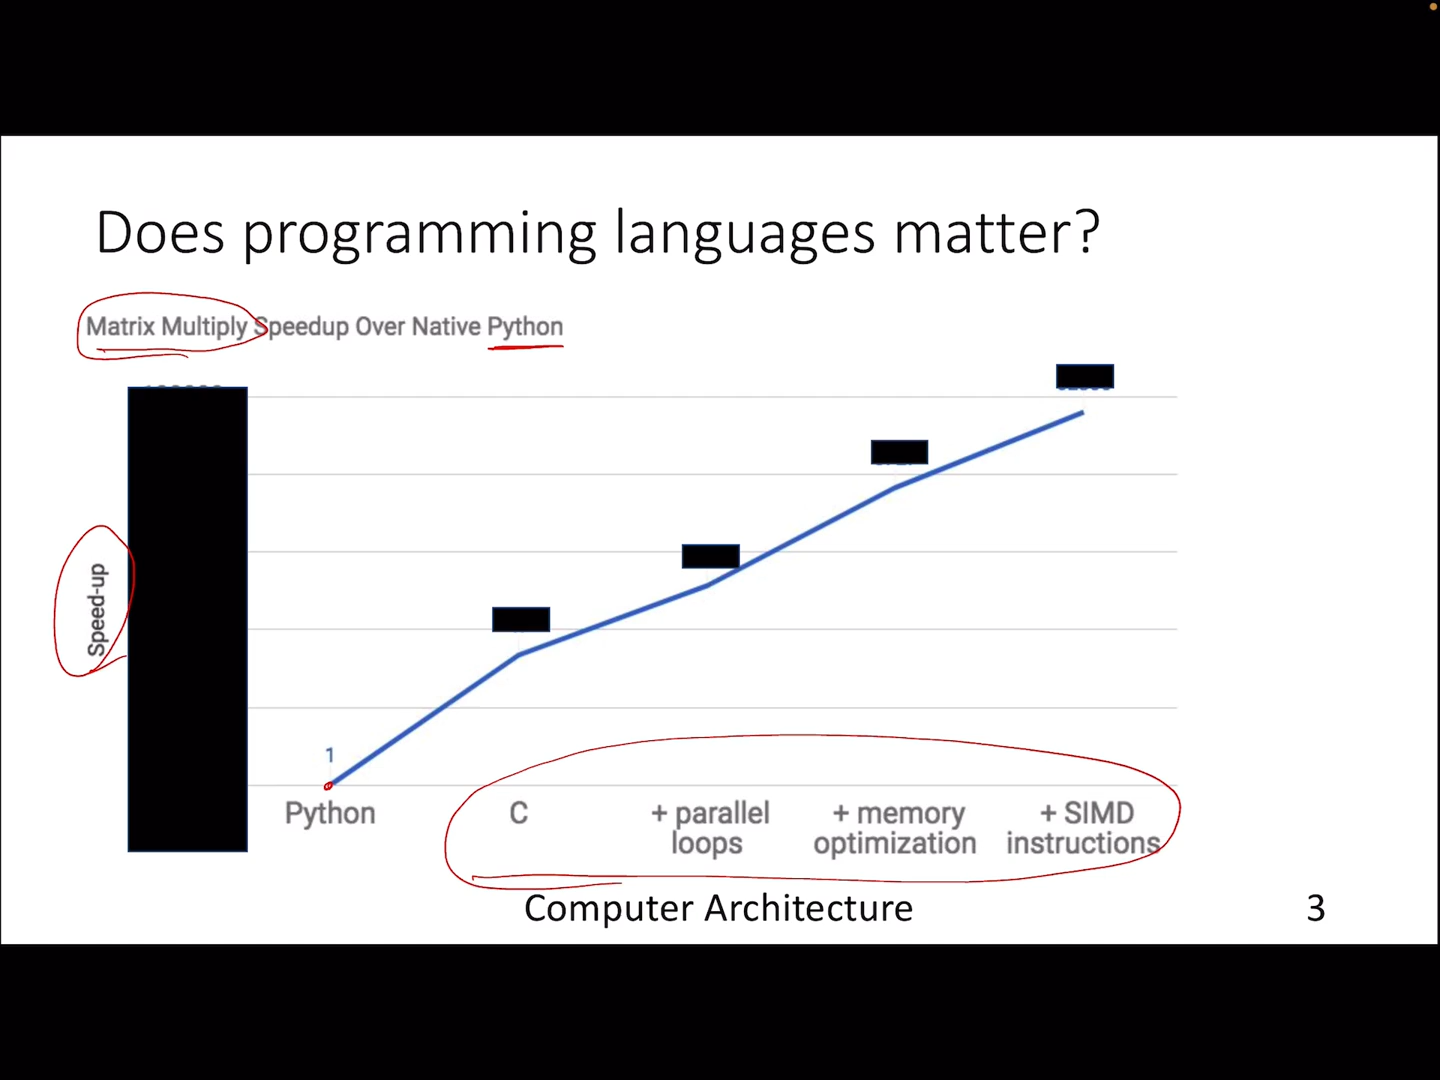 Does programming languages matter?
Matrix Multiply Speedup Over Native Python
Speed-up
1
Python
C
+ parallel
loops
+ memory
optimization
+ SIMD
instructions
Computer Architecture
3